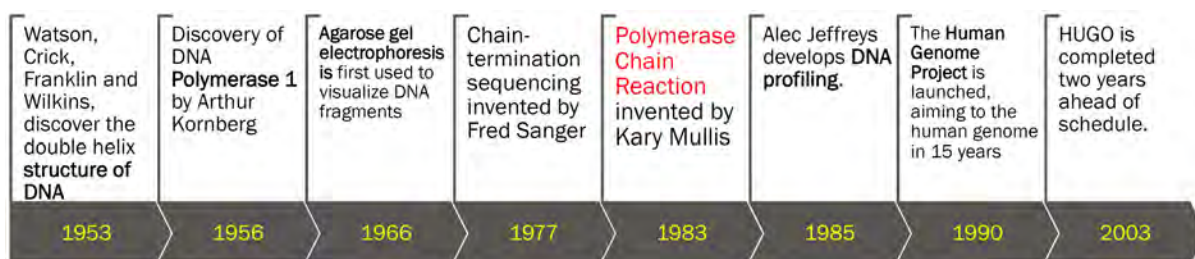 Watson,
Crick,
Franklin and
Wilkins,
discover the
double helix
structure of
DNA
Discovery of
DNA
Polymerase 1
by Arthur
Kornberg
Agarose gel
electrophoresis
is first used to
visualize DNA
fragments
Chain-
termination
sequencing
invented by
Fred Sanger
Polymerase
Chain
Reaction
invented by
Kary Mullis
Alec Jeffreys
develops DNA
profiling.
The Human
Genome
Project is
launched,
aiming to the
human genome
in 15 years
HUGO is
completed
two years
ahead of
schedule.
1953
1956
1966
1977
1983
1985
1990
2003